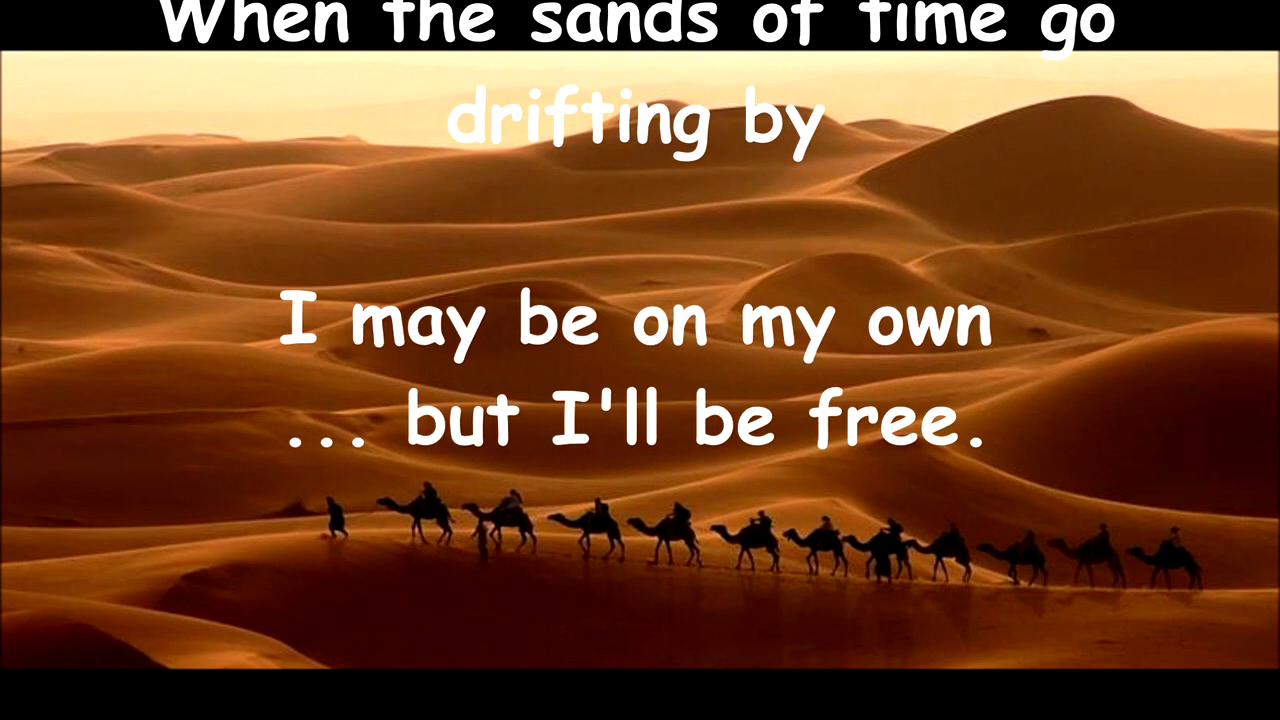 When the sands of time go
drifting by
I may be on my own
... but I'll be free.